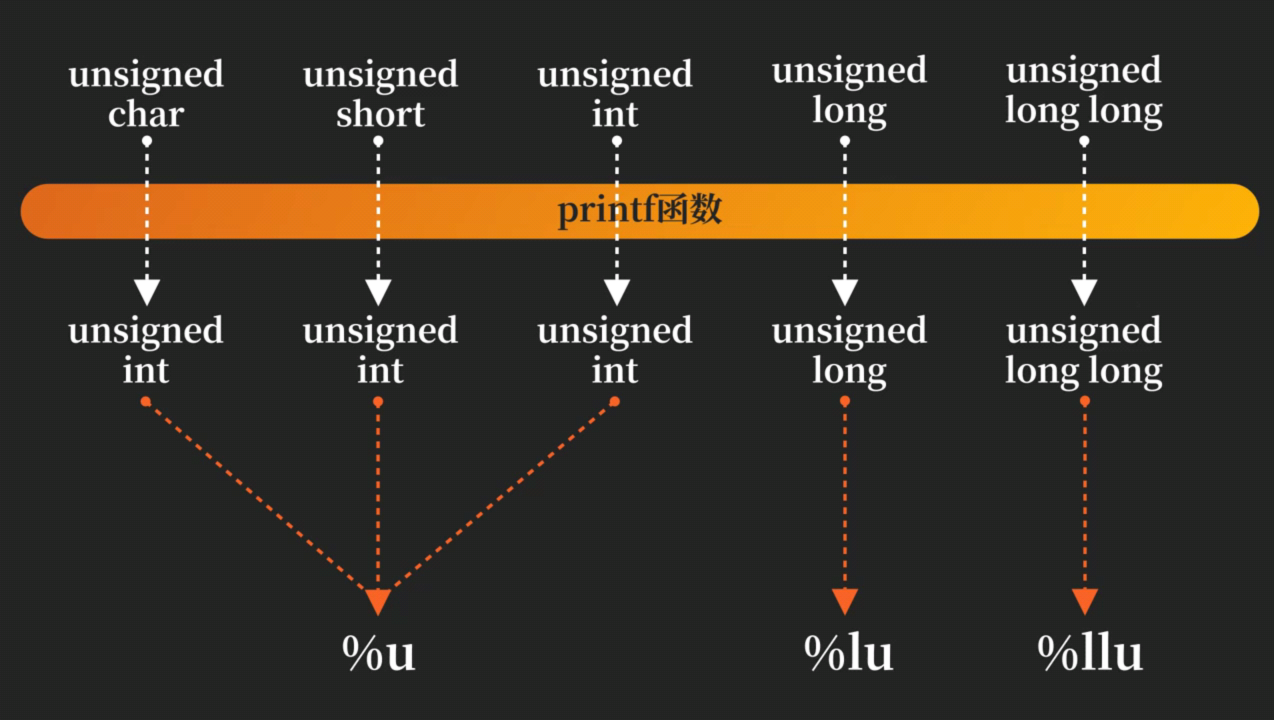 unsigned
char
unsigned
short
unsigned
int
unsigned
long
unsigned
long long
printf函数
unsigned
int
unsigned
int
unsigned
int
unsigned
long
unsigned
long long
%u
%lu
%llu